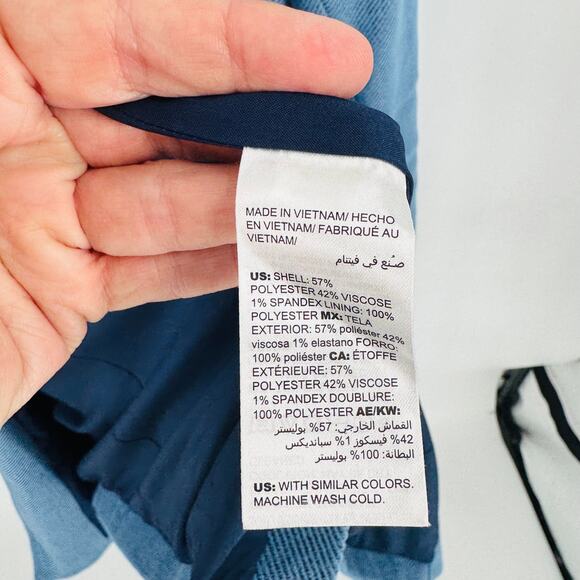 MADE IN VIETNAM/ HECHO
EN VIETNAM/ FABRIQUÉ AU
VIETNAM/
صُنع في فيتنام
US: SHELL: 57%
POLYESTER 42% VISCOSE
1% SPANDEX LINING: 100%
POLYESTER MX: TELA
EXTERIOR: 57% poliéster 42%
viscosa 1% elastano FORRO:
100% poliéster CA: ÉTOFFE
EXTÉRIEURE: 57%
POLYESTER 42% VISCOSE
1% SPANDEX DOUBLURE:
100% POLYESTER AE/KW:
القماش الخارجي: 57% بوليستر
42% فيسكوز 1% سبانديكس
البطانة: 100% بوليستر
US: WITH SIMILAR COLORS.
MACHINE WASH COLD.